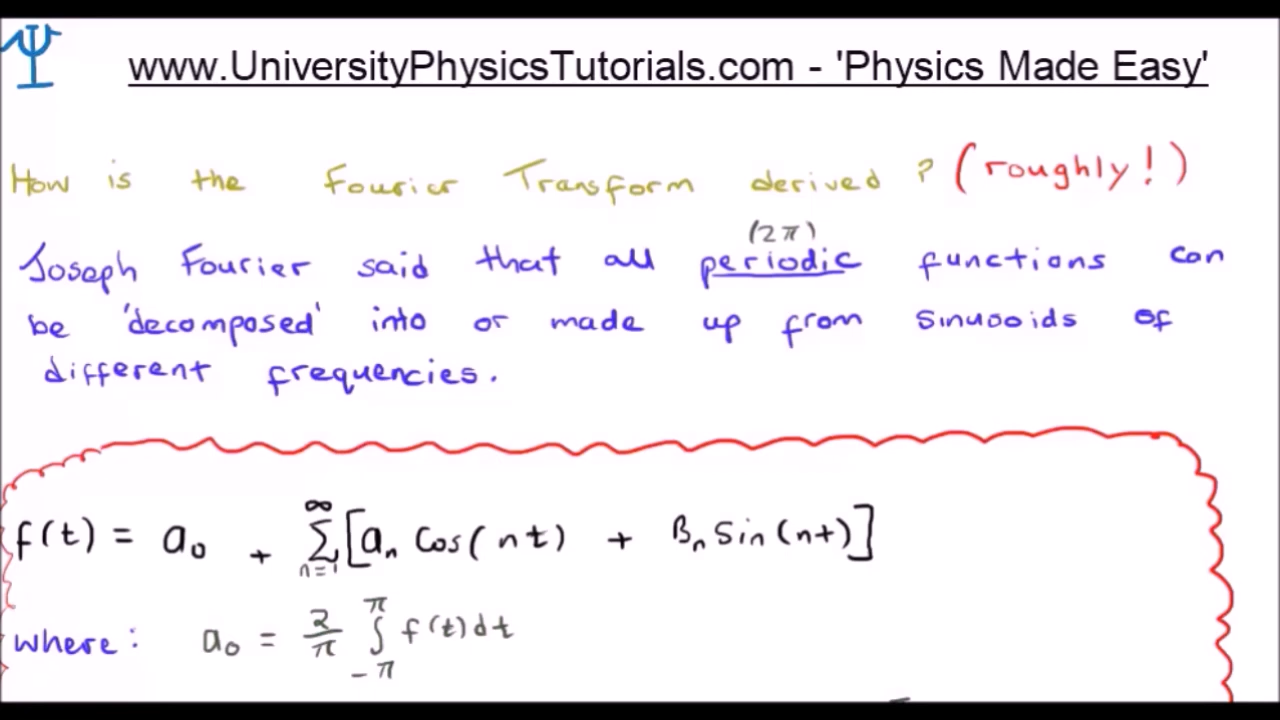 www.UniversityPhysicsTutorials.com - 'Physics Made Easy'
How is the Fourier Transform derived ? (roughly!)
(2π)
Joseph Fourier said that all periodic functions can
be 'decomposed' into or made up from sinusoids of
different frequencies.
f(t) = a₀ + ∑_{n=1}^{∞} [aₙ Cos(nt) + Bₙ Sin(nt)]
where: a₀ = 2/π ∫_{-π}^{π} f(t)dt